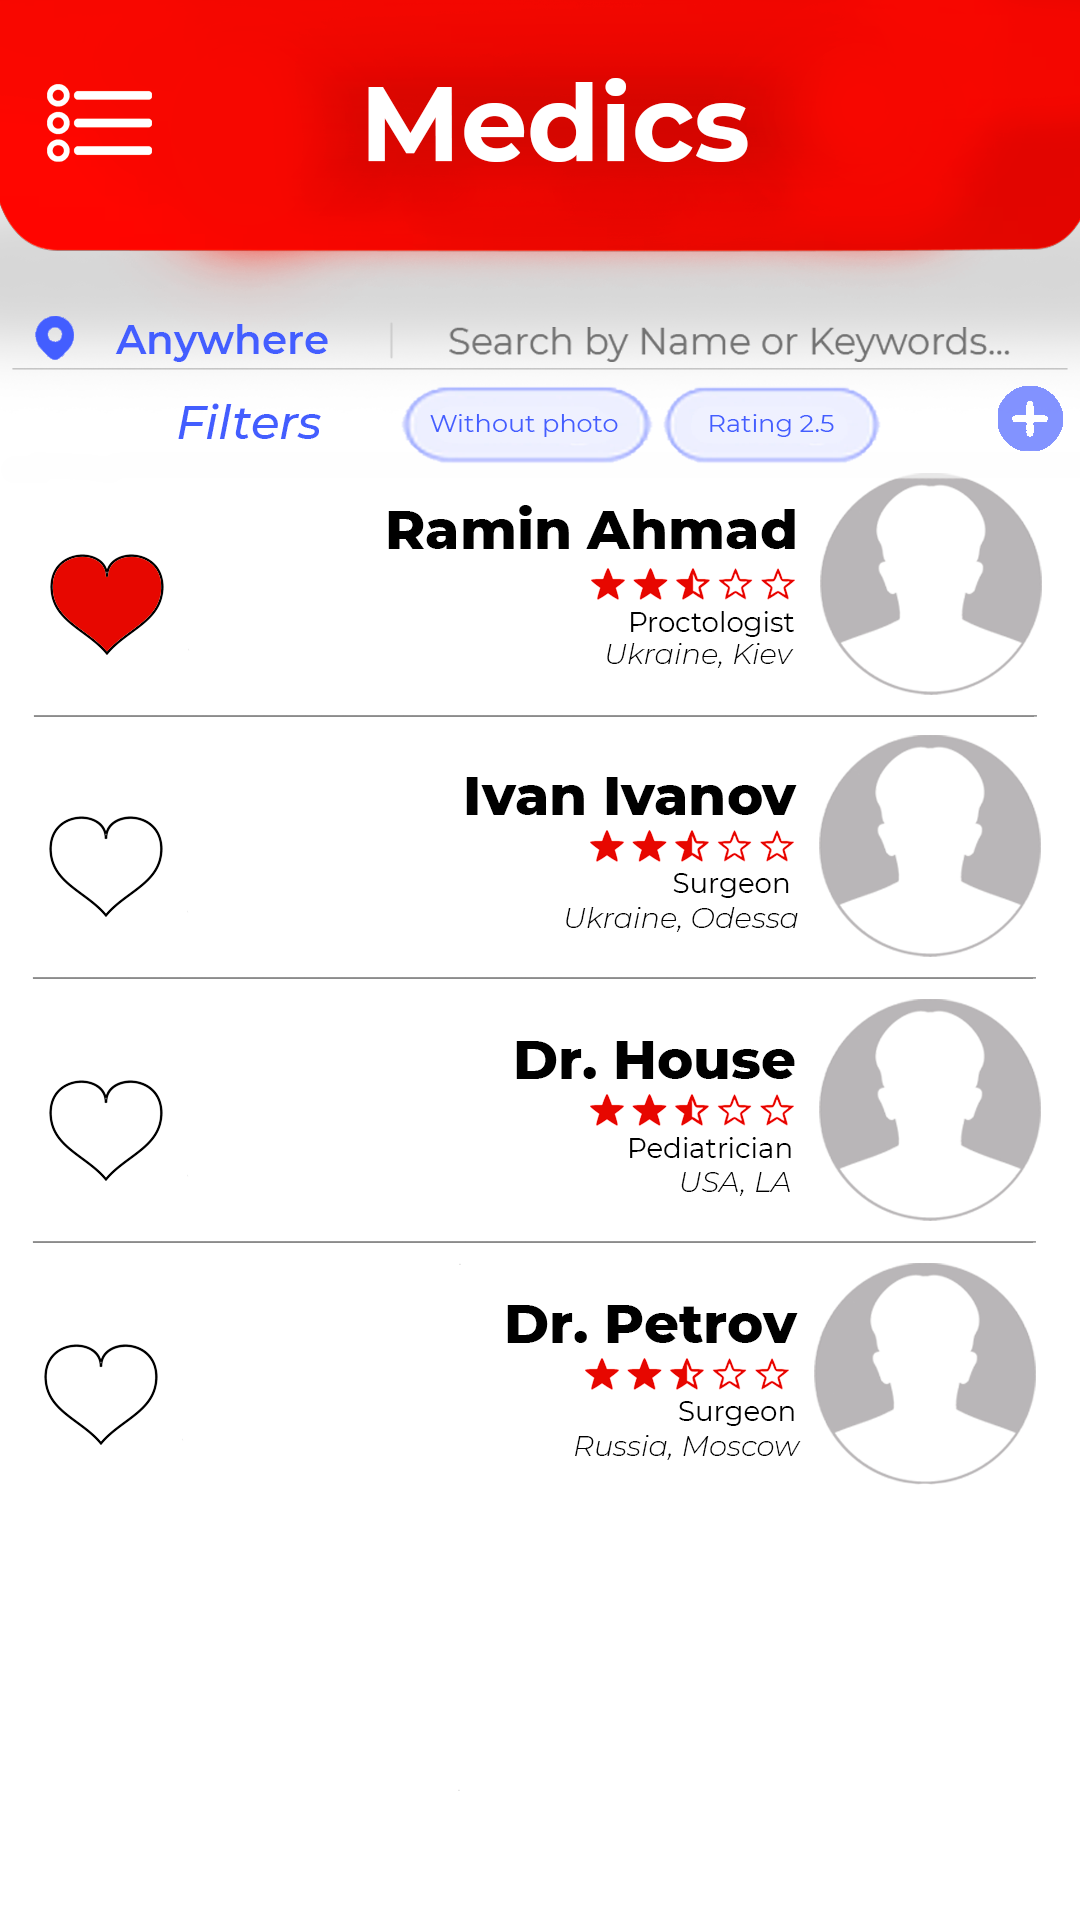 Medics
Anywhere
Search by Name or Keywords...
Filters
Without photo
Rating 2.5
Ramin Ahmad
Proctologist
Ukraine, Kiev
Ivan Ivanov
Surgeon
Ukraine, Odessa
Dr. House
Pediatrician
USA, LA
Dr. Petrov
Surgeon
Russia, Moscow